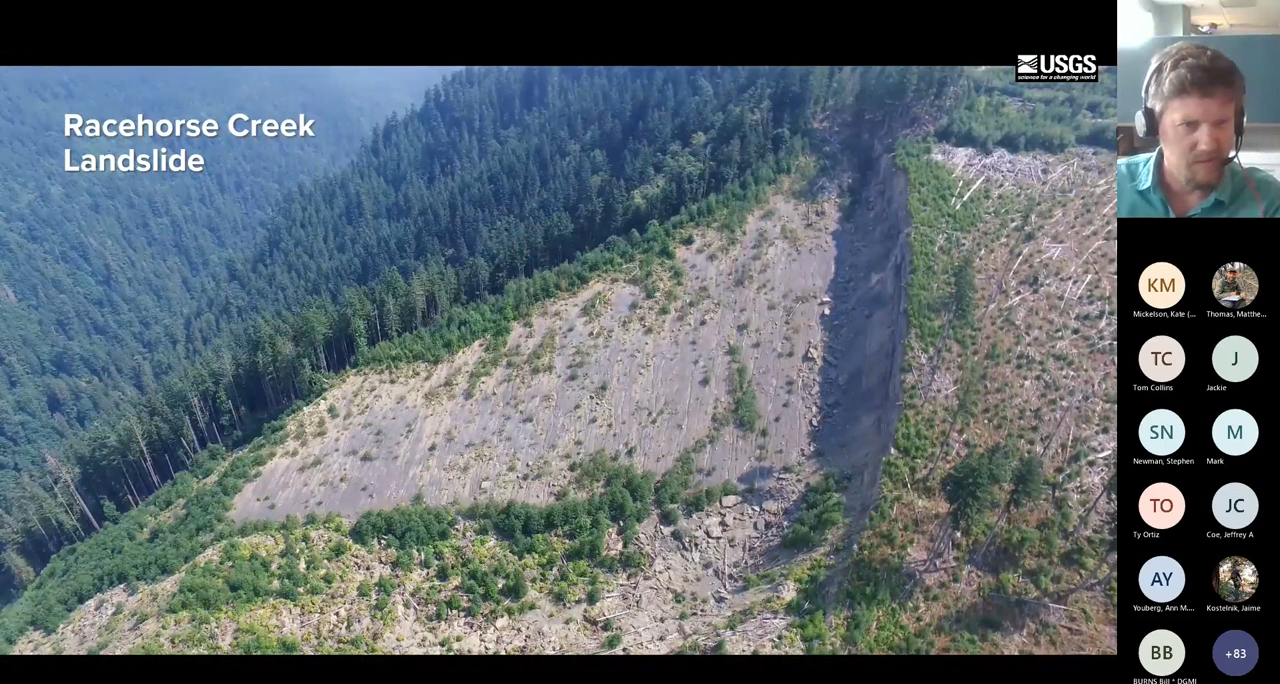 Racehorse Creek
Landslide
USGS
science for a changing world
KM
Mickelson, Kate (...
Thomas, Matthe...
TC
Tom Collins
J
Jackie
SN
Newman, Stephen
M
Mark
TO
Ty Ortiz
JC
Coe, Jeffrey A
AY
Youberg, Ann M...
Kostelnik, Jaime
BB
BURNS Bill * DGMI
+83